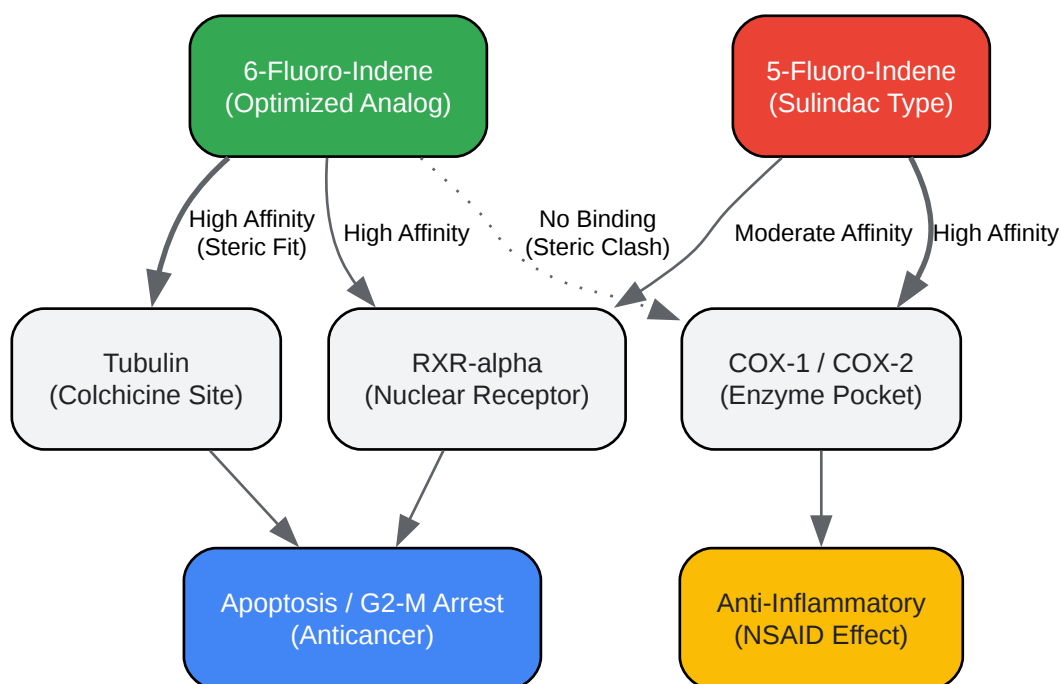 6-Fluoro-Indene
(Optimized Analog)
5-Fluoro-Indene
(Sulindac Type)
High Affinity
(Steric Fit)
High Affinity
No Binding
(Steric Clash)
Moderate Affinity
High Affinity
Tubulin
(Colchicine Site)
RXR-alpha
(Nuclear Receptor)
COX-1 / COX-2
(Enzyme Pocket)
Apoptosis / G2-M Arrest
(Anticancer)
Anti-Inflammatory
(NSAID Effect)